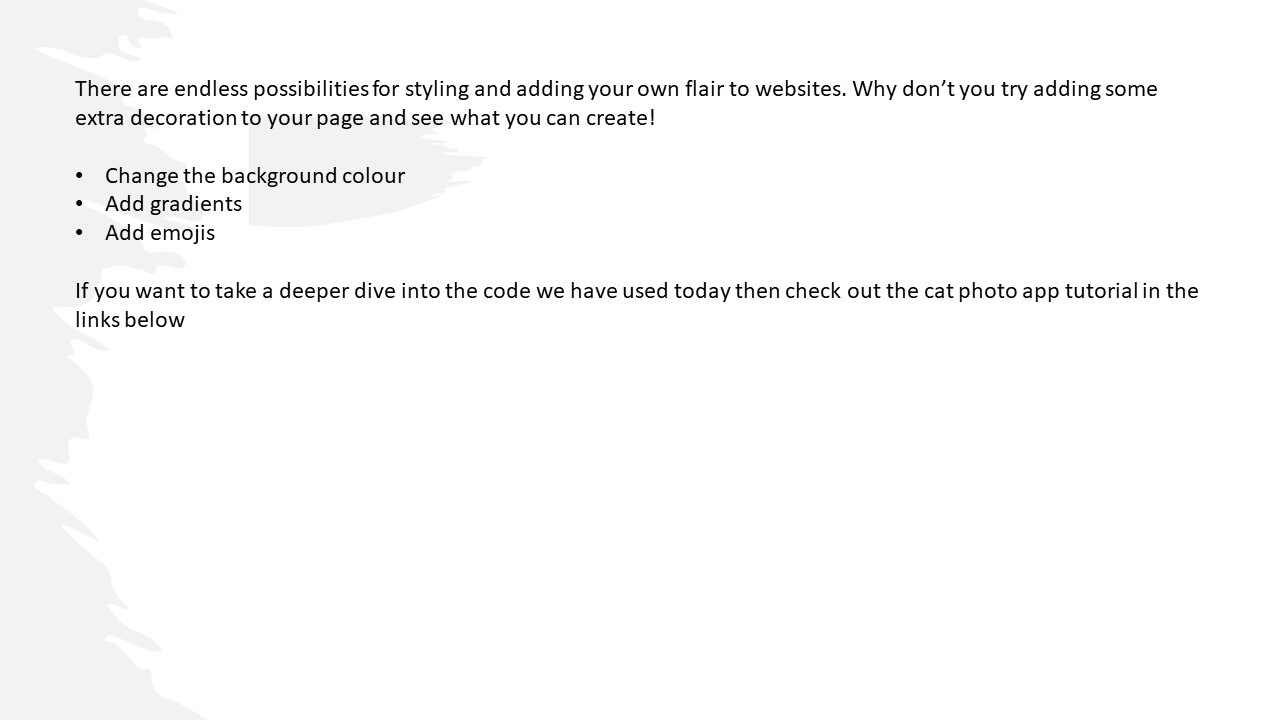 There are endless possibilities for styling and adding your own flair to websites. Why don’t you try adding some
extra decoration to your page and see what you can create!
• Change the background colour
• Add gradients
• Add emojis
If you want to take a deeper dive into the code we have used today then check out the cat photo app tutorial in the
links below